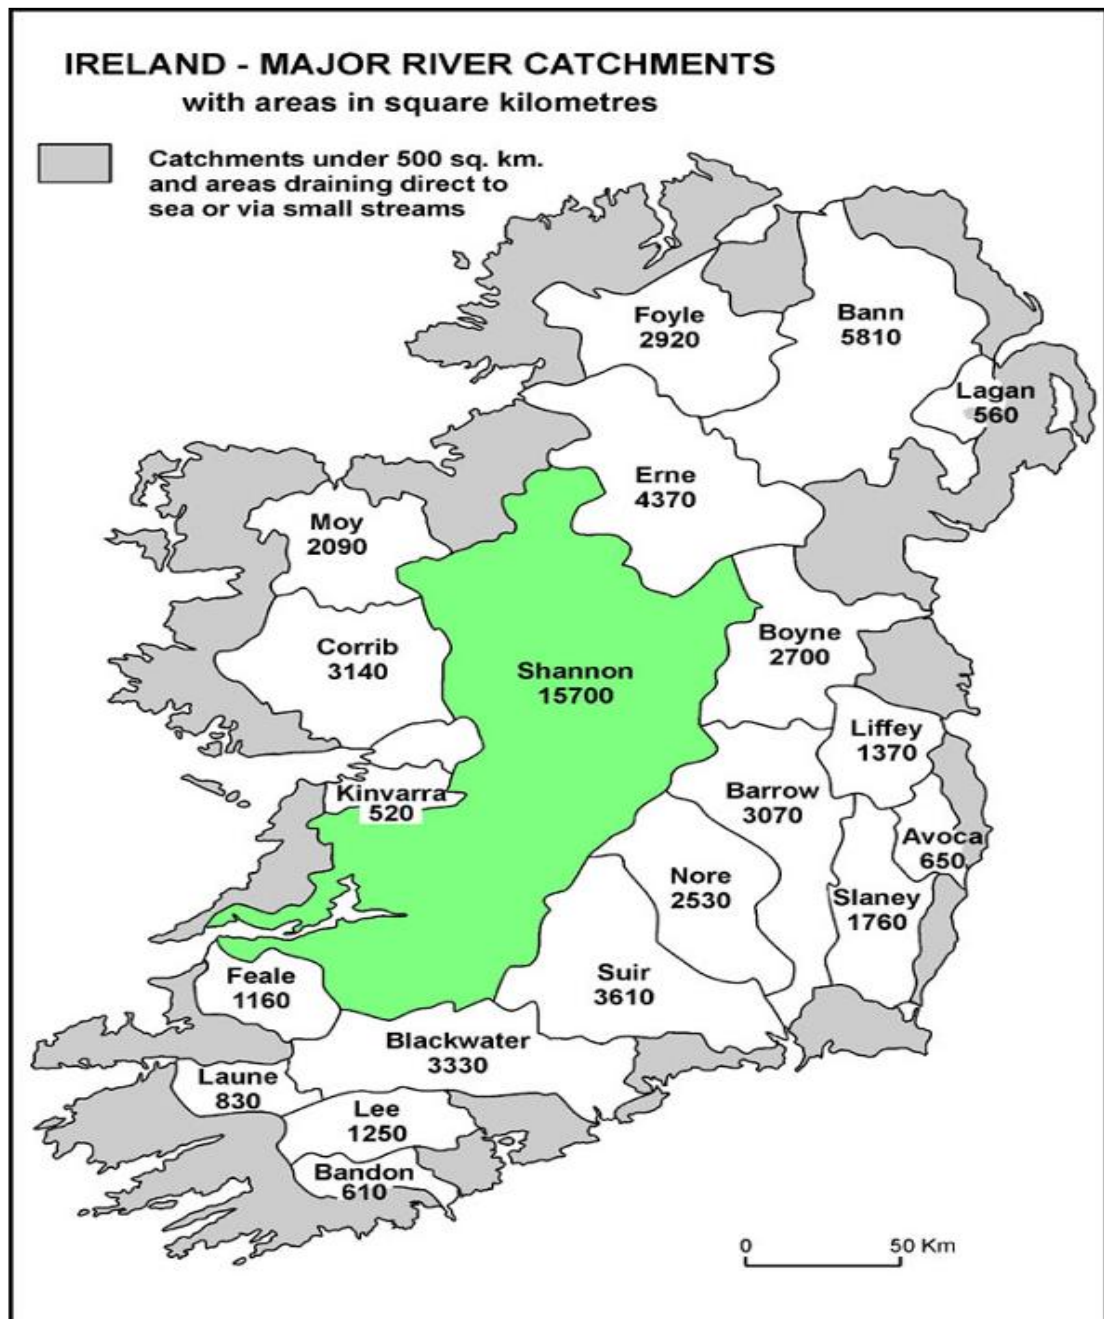 IRELAND - MAJOR RIVER CATCHMENTS
with areas in square kilometres
Catchments under 500 sq. km.
and areas draining direct to
sea or via small streams
Foyle
2920
Bann
5810
Lagan
560
Erne
4370
Moy
2090
Corrib
3140
Shannon
15700
Boyne
2700
Liffey
1370
Kinvarra
520
Barrow
3070
Avoca
650
Nore
2530
Slaney
1760
Feale
1160
Suir
3610
Blackwater
3330
Laune
830
Lee
1250
Bandon
610
0 50 Km